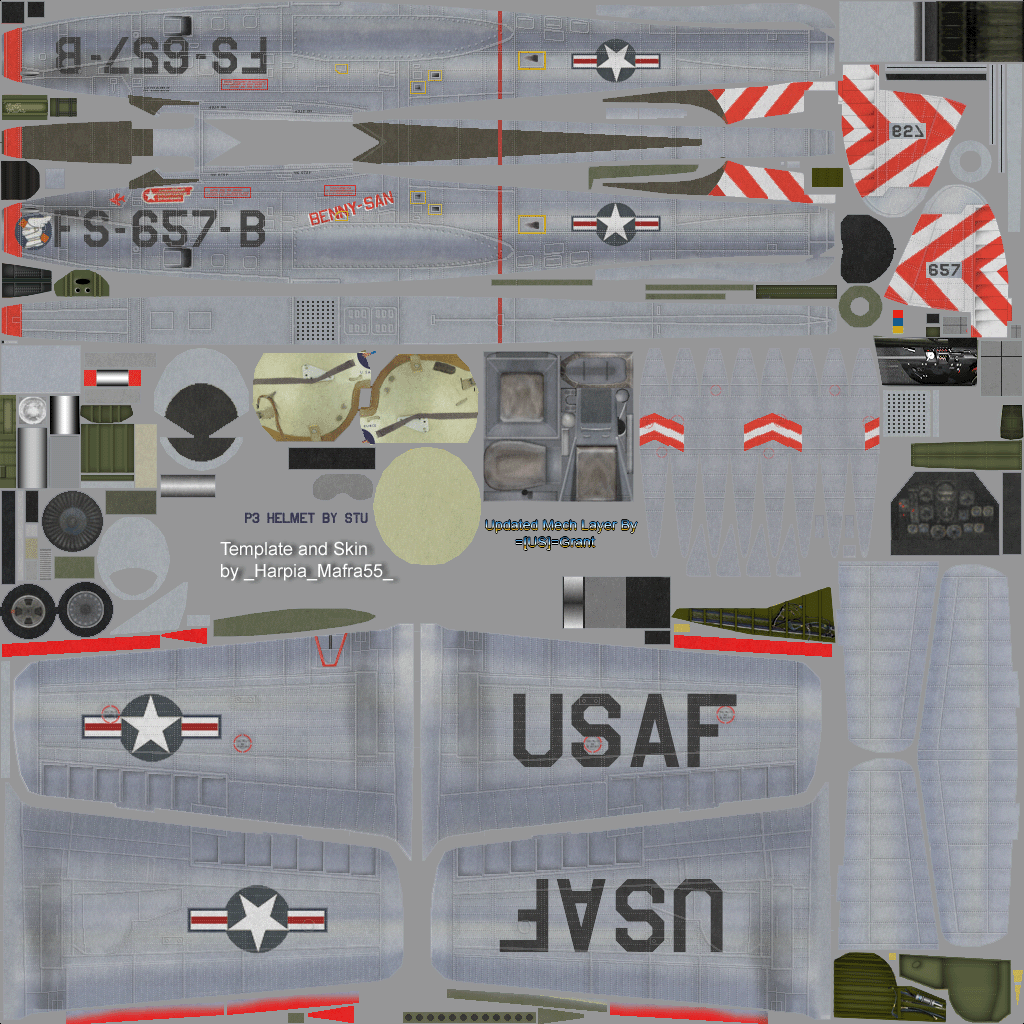 FS-657-B
657
FS-657-B
BENNY-SAN
657
P3 HELMET BY STU
Updated Mech Layer By
=[US]=Grant
Template and Skin
by _Harpia_Mafra55_
USAF
USAF